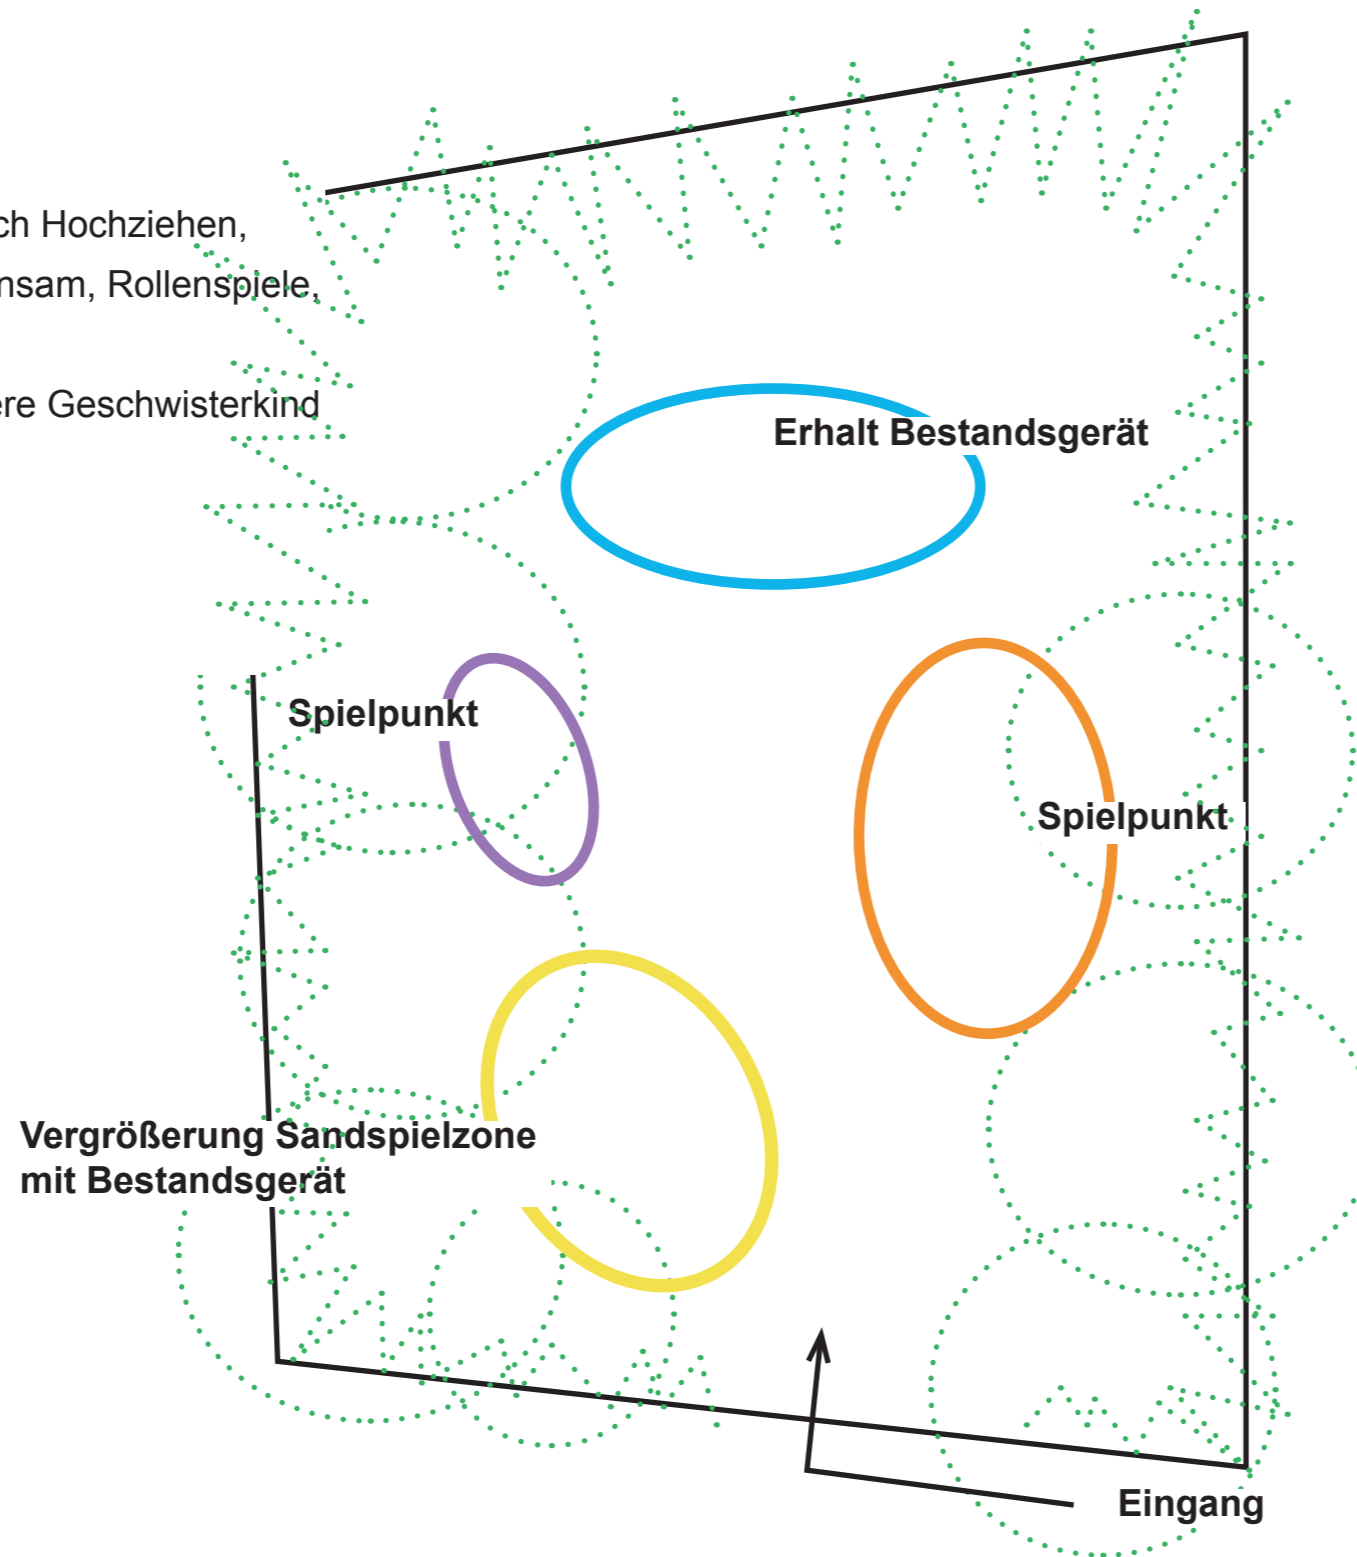 ch Hochziehen,
nsam, Rollenspiele,
ere Geschwisterkind
Erhalt Bestandsgerät
Spielpunkt
Spielpunkt
Vergrößerung Sandspielzone
mit Bestandsgerät
Eingang